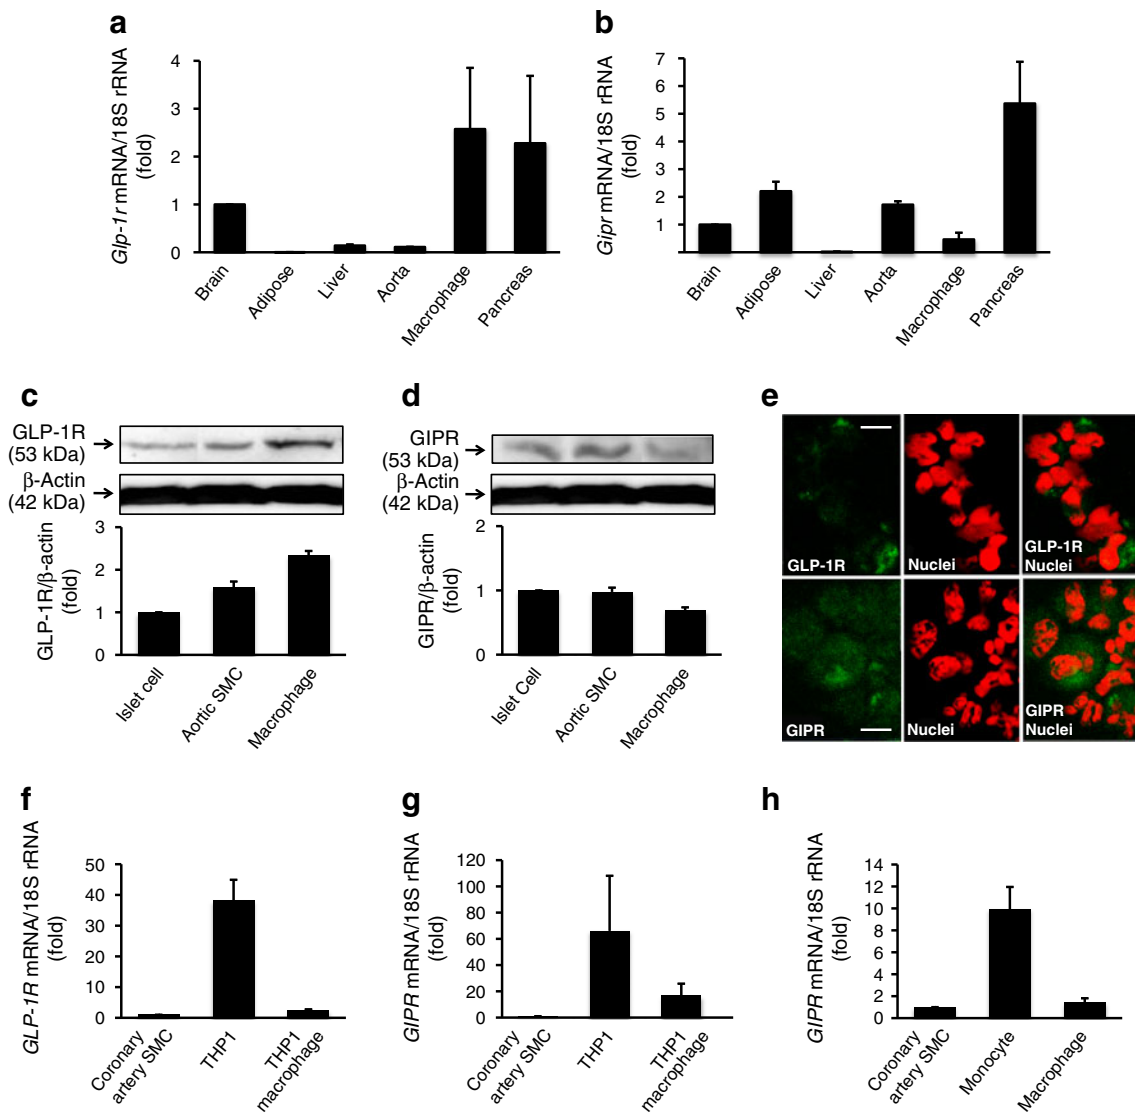 a
Glp-1r mRNA/18S rRNA
(fold)
4
3
2
1
0
Brain
Adipose
Liver
Aorta
Macrophage
Pancreas
b
Gipr mRNA/18S rRNA
(fold)
7
6
5
4
3
2
1
Brain
Adipose
Liver
Aorta
Macrophage
Pancreas
c
GLP-1R
(53 kDa)
β-Actin
(42 kDa)
GLP-1R/β-actin
(fold)
3
2
1
0
Islet cell
Aortic SMC
Macrophage
d
GIPR
(53 kDa)
β-Actin
(42 kDa)
GIPR/β-actin
(fold)
2
1
0
Islet Cell
Aortic SMC
Macrophage
e
GLP-1R
Nuclei
GLP-1R
Nuclei
GIPR
Nuclei
GIPR
Nuclei
f
GLP-1R mRNA/18S rRNA
(fold)
50
40
30
20
10
0
Coronary
artery SMC
THP1
THP1
macrophage
g
GIPR mRNA/18S rRNA
(fold)
120
100
80
60
40
20
0
Coronary
artery SMC
THP1
THP1
macrophage
h
GIPR mRNA/18S rRNA
(fold)
14
12
10
8
6
4
2
0
Coronary
artery SMC
Monocyte
Macrophage